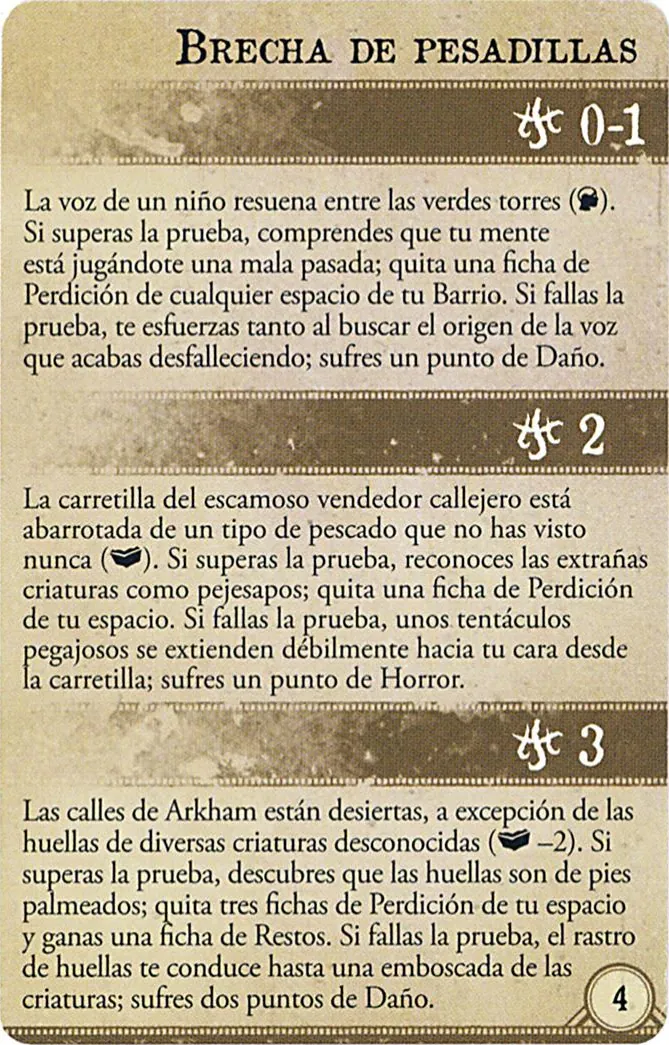 Brecha de pesadillas
0-1
La voz de un niño resuena entre las verdes torres ( ).
Si superas la prueba, comprendes que tu mente
está jugándote una mala pasada; quita una ficha de
Perdición de cualquier espacio de tu Barrio. Si fallas la
prueba, te esfuerzas tanto al buscar el origen de la voz
que acabas desfalleciendo; sufres un punto de Daño.
2
La carretilla del escamoso vendedor callejero está
abarrotada de un tipo de pescado que no has visto
nunca ( ). Si superas la prueba, reconoces las extrañas
criaturas como pejesapos; quita una ficha de Perdición
de tu espacio. Si fallas la prueba, unos tentáculos
pegajosos se extienden débilmente hacia tu cara desde
la carretilla; sufres un punto de Horror.
3
Las calles de Arkham están desiertas, a excepción de las
huellas de diversas criaturas desconocidas ( –2). Si
superas la prueba, descubres que las huellas son de pies
palmeados; quita tres fichas de Perdición de tu espacio
y ganas una ficha de Restos. Si fallas la prueba, el rastro
de huellas te conduce hasta una emboscada de las
criaturas; sufres dos puntos de Daño.
4